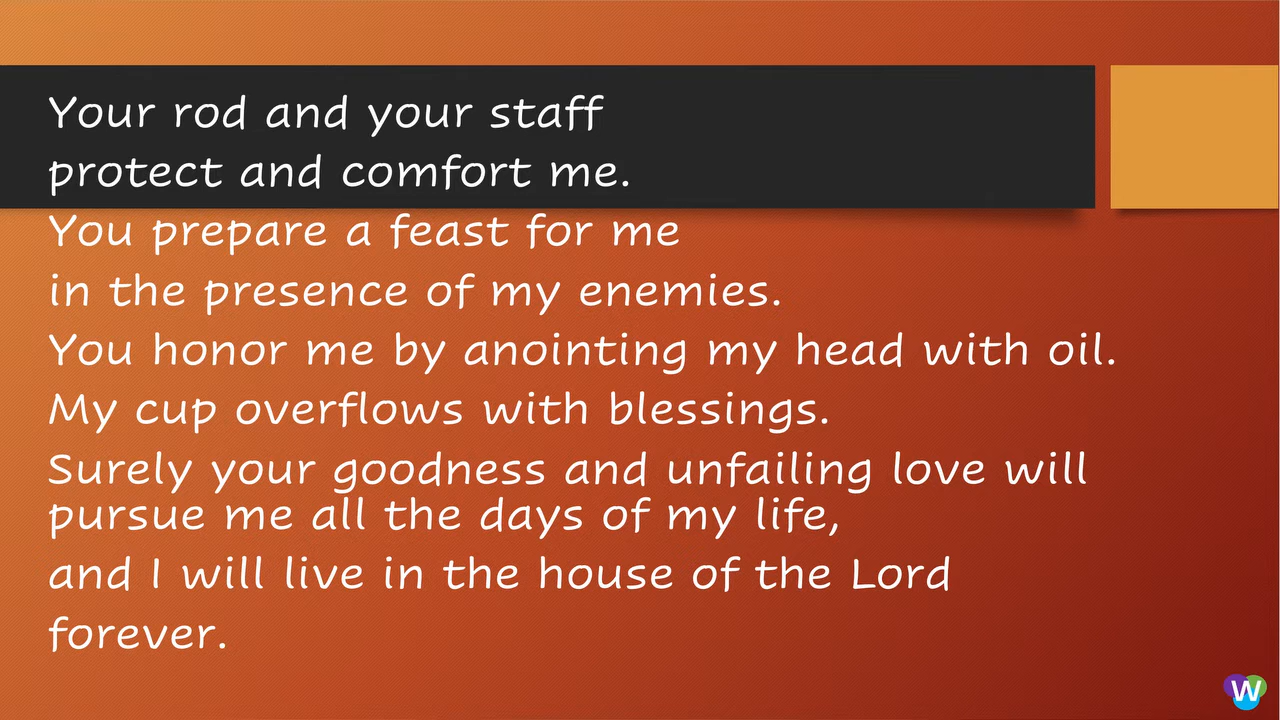 Your rod and your staff
protect and comfort me.
You prepare a feast for me
in the presence of my enemies.
You honor me by anointing my head with oil.
My cup overflows with blessings.
Surely your goodness and unfailing love will
pursue me all the days of my life,
and I will live in the house of the Lord
forever.
W